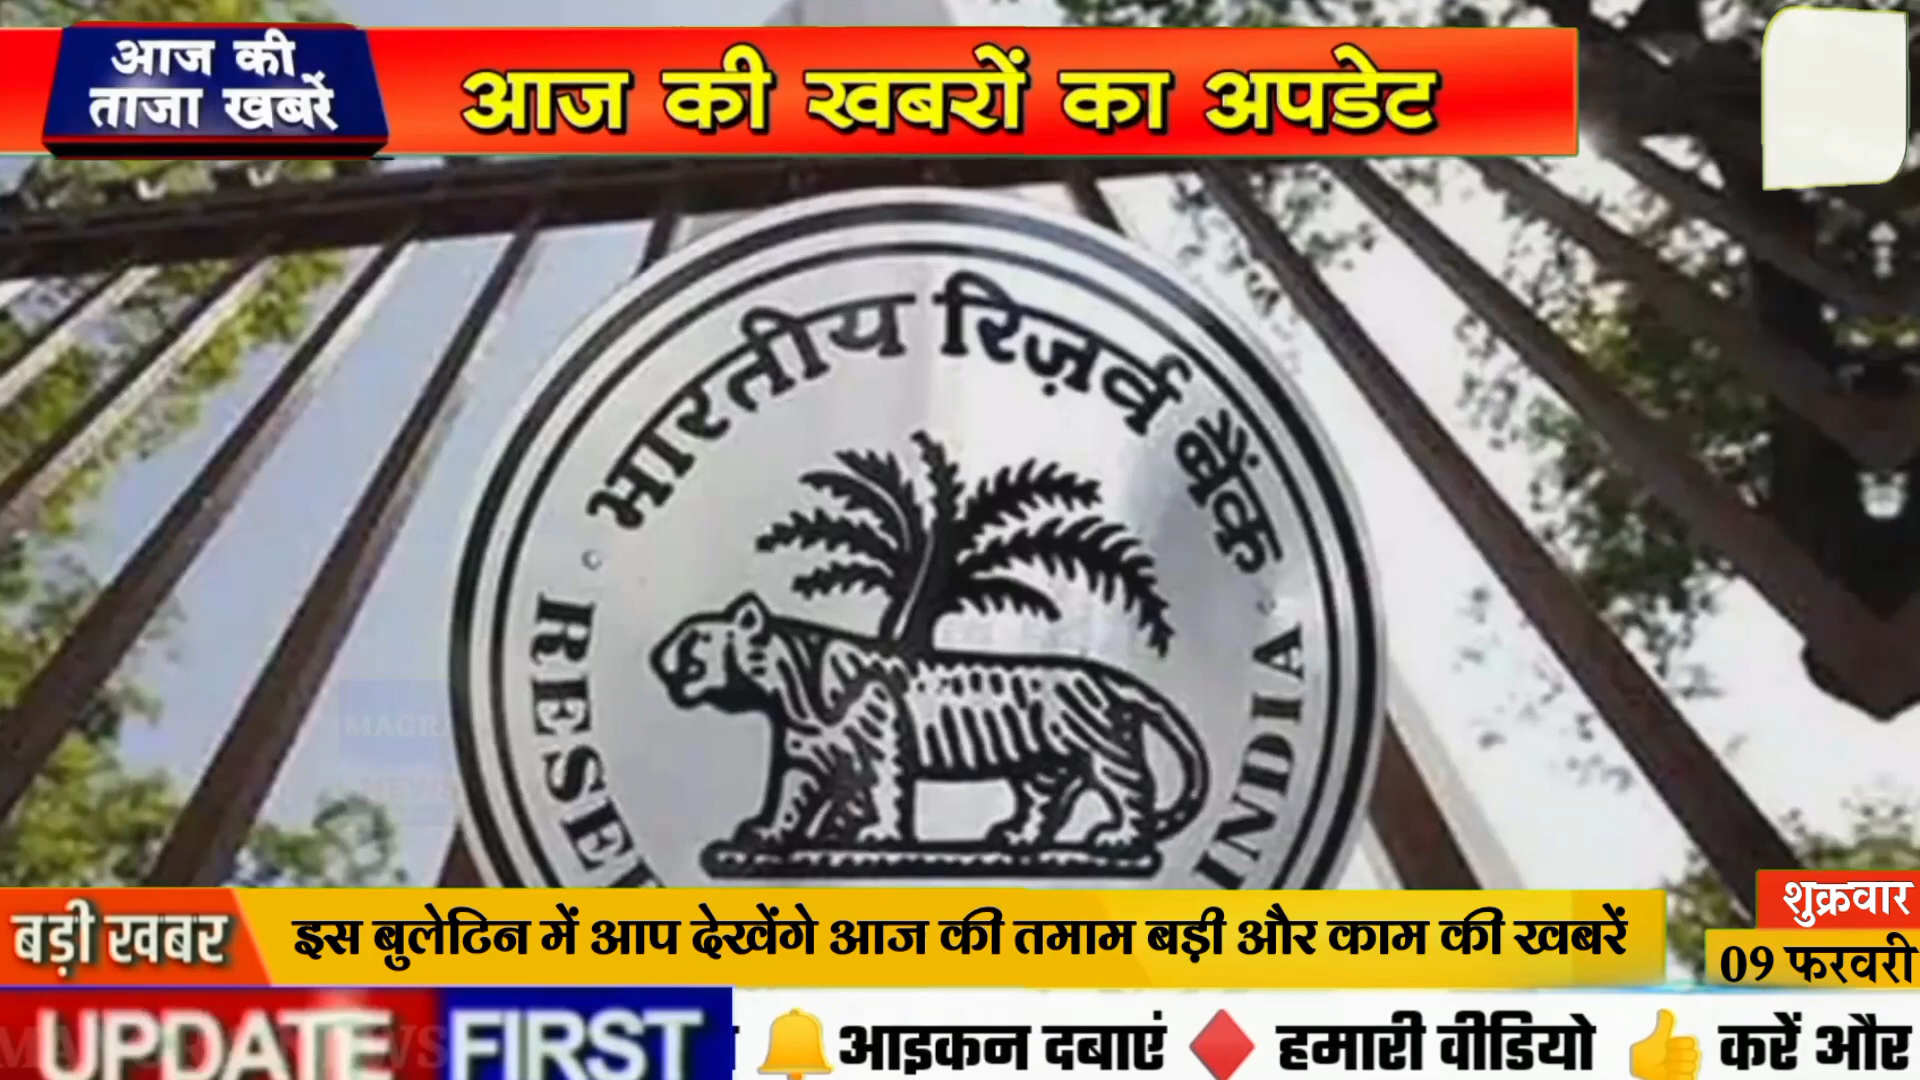 आज की
ताजा खबरें
आज की खबरों का अपडेट
भारतीय रिज़र्व बैंक
INDIA
बड़ी खबर
इस बुलेटिन में आप देखेंगे आज की तमाम बड़ी और काम की खबरें
शुक्रवार
09 फरवरी
UPDATE FIRST
🔔आइकन दबाएं ♦ हमारी वीडियो 👍 करें और